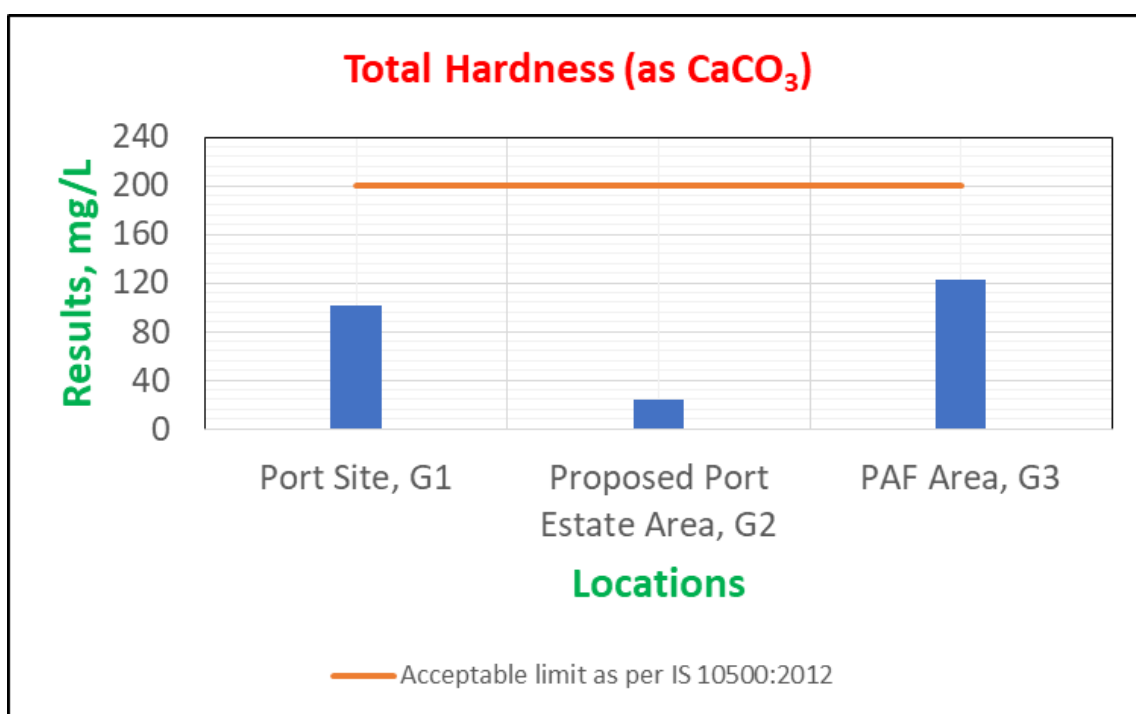 Total Hardness (as CaCO₃)
Results, mg/L
240
200
160
120
80
40
0
Port Site, G1
Proposed Port
Estate Area, G2
PAF Area, G3
Locations
Acceptable limit as per IS 10500:2012